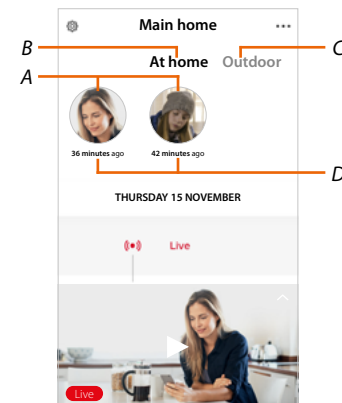 Main home
B
C
At home Outdoor
A
36 minutes ago 42 minutes ago
D
THURSDAY 15 NOVEMBER
Live
Live